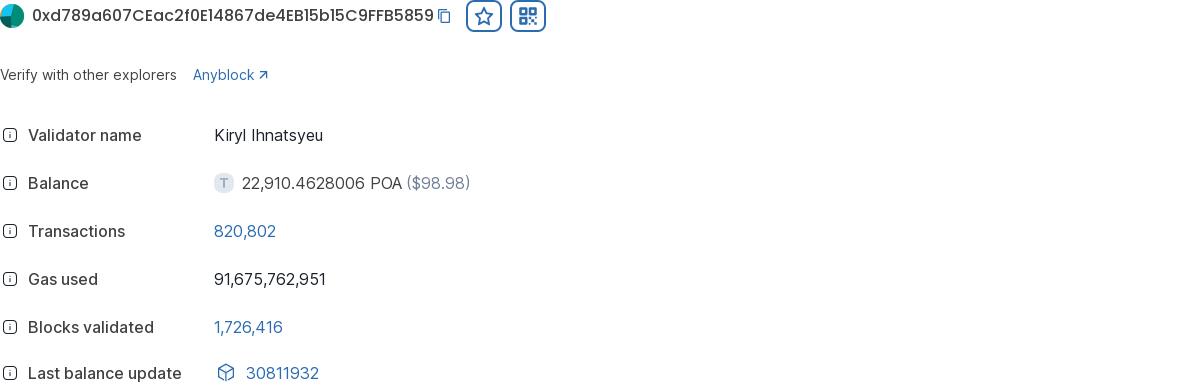 0xd789a607CEac2f0E14867de4EB15b15C9FFB5859
Verify with other explorers Anyblock
Validator name Kiryl Ihnatsyeu
Balance T 22,910.4628006 POA ($98.98)
Transactions 820,802
Gas used 91,675,762,951
Blocks validated 1,726,416
Last balance update 30811932